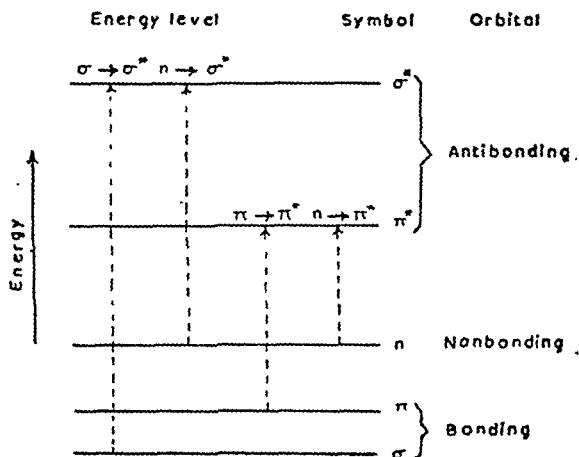 Energy level Symbol Orbital
σ → σ* n → σ*
σ*
Antibonding.
π → π* n → π*
π*
Energy
n Nonbonding
π
Bonding
σ